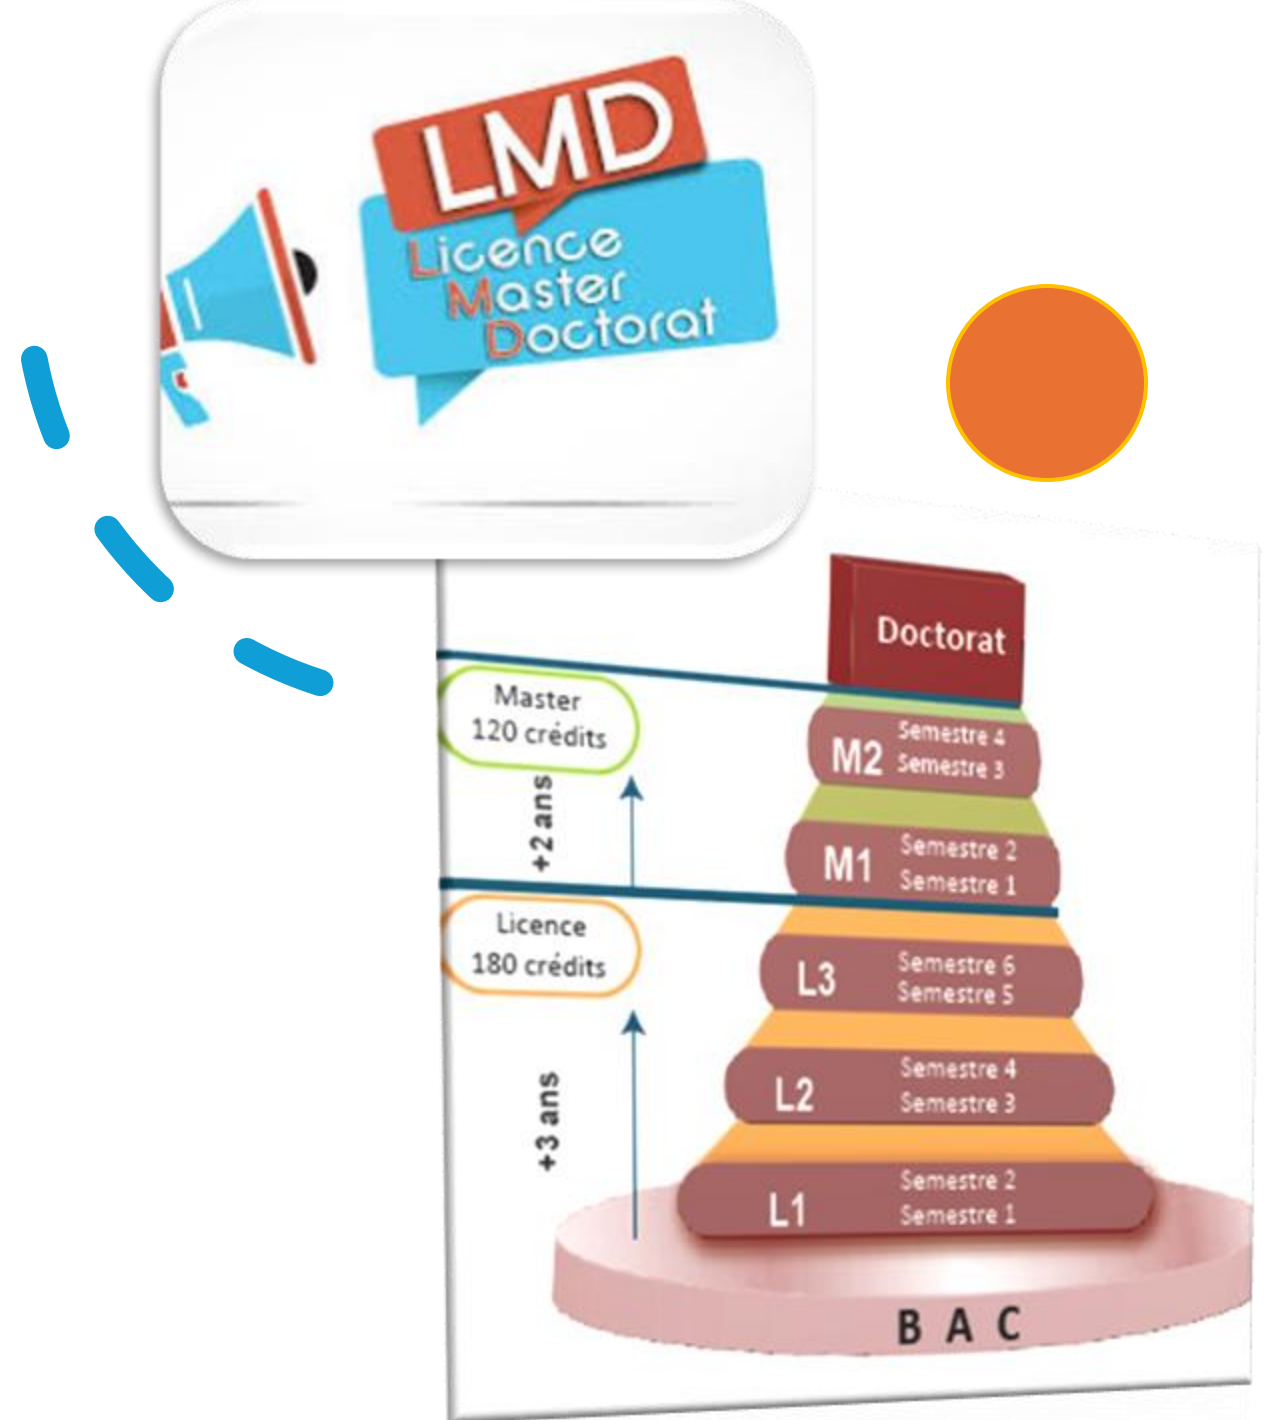 LMD
Licence
Master
Doctorat
Doctorat
Master
120 crédits
M2
Semestre 4
Semestre 3
+2 ans
M1
Semestre 2
Semestre 1
Licence
180 crédits
L3
Semestre 6
Semestre 5
+3 ans
L2
Semestre 4
Semestre 3
L1
Semestre 2
Semestre 1
B A C